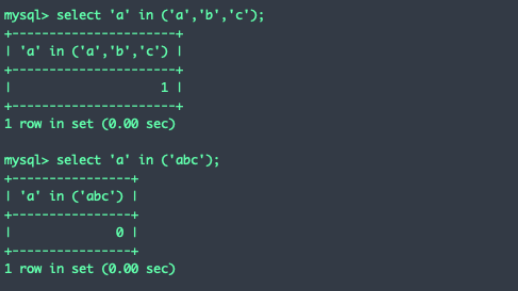 mysql> select 'a' in ('a','b','c');
+----------------------+
| 'a' in ('a','b','c') |
+----------------------+
|                    1 |
+----------------------+
1 row in set (0.00 sec)
mysql> select 'a' in ('abc');
+----------------+
| 'a' in ('abc') |
+----------------+
|              0 |
+----------------+
1 row in set (0.00 sec)